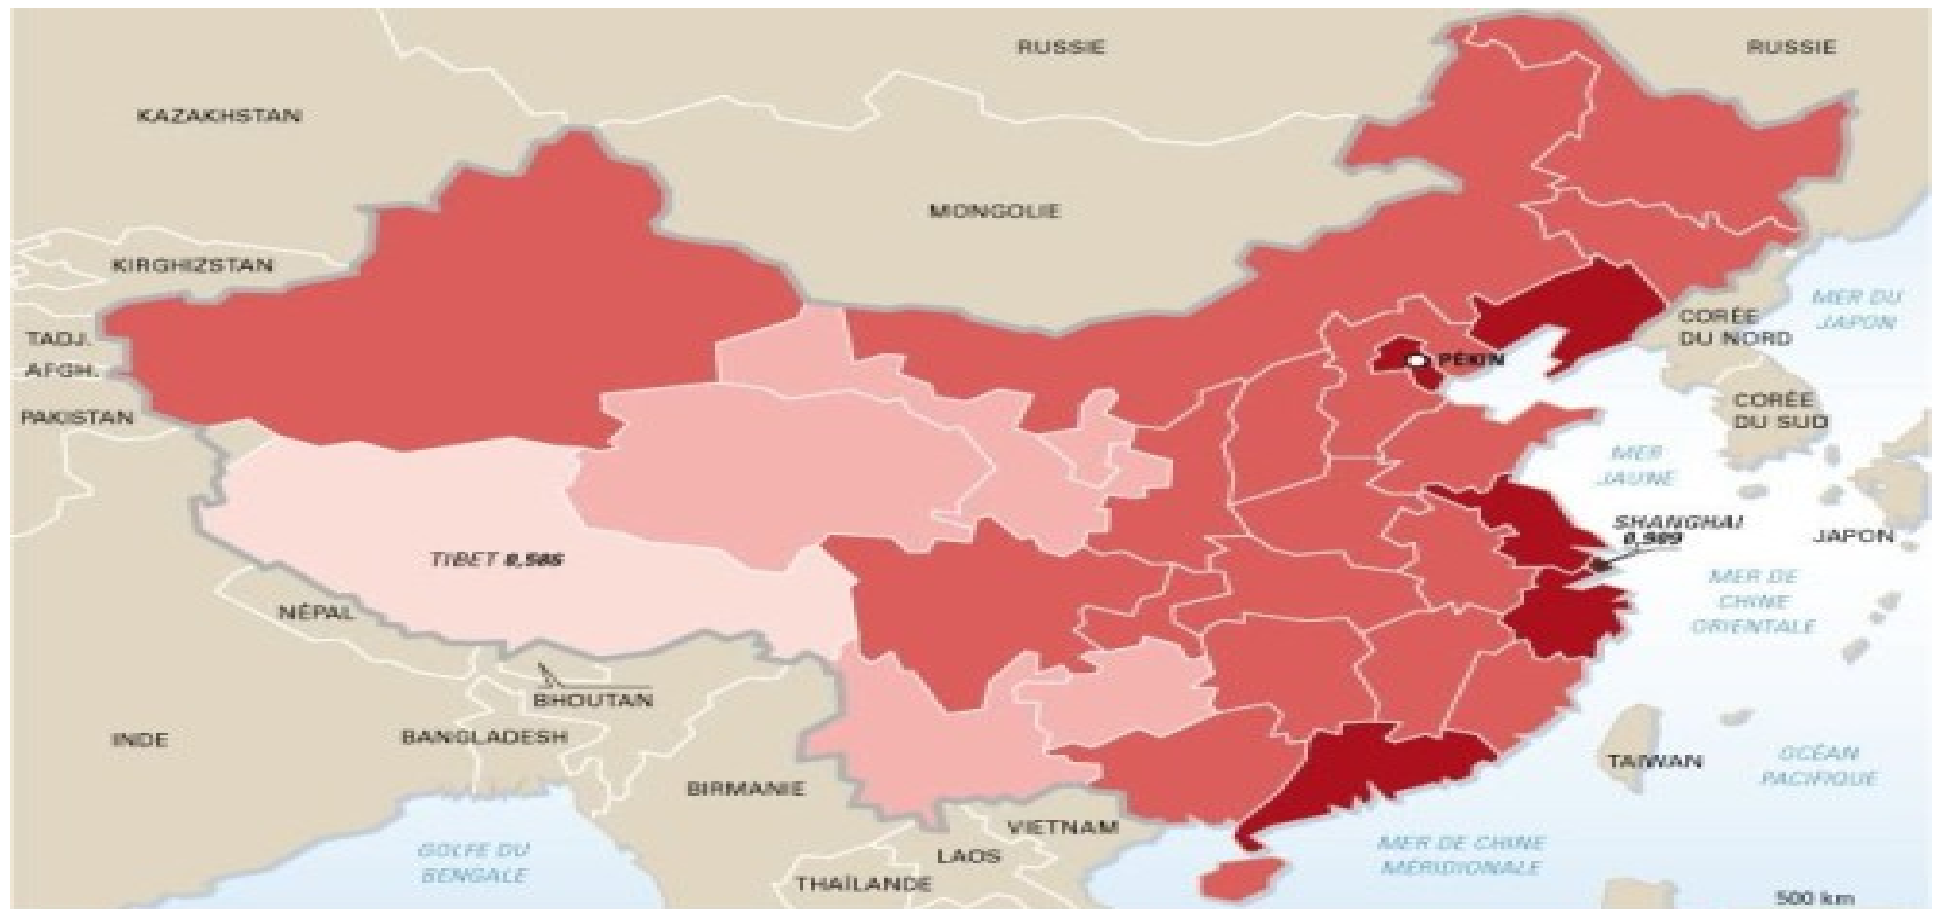 RUSSIE
RUSSIE
KAZAKHSTAN
MONGOLIE
KIRGHIZSTAN
MER DU
JAPON
CORÉE
DU NORD
TADJ.
AFGH.
PÉKIN
PAKISTAN
CORÉE
DU SUD
MER
JAUNE
SHANGHAI
0,909
JAPON
TIBET 0,586
MER DE
CHINE
ORIENTALE
NÉPAL
BHOUTAN
INDE
BANGLADESH
TAIWAN
OCÉAN
PACIFIQUE
BIRMANIE
VIETNAM
GOLFE DU
BENGALE
LAOS
MER DE CHINE
MÉRIDIONALE
THAÏLANDE
500 km